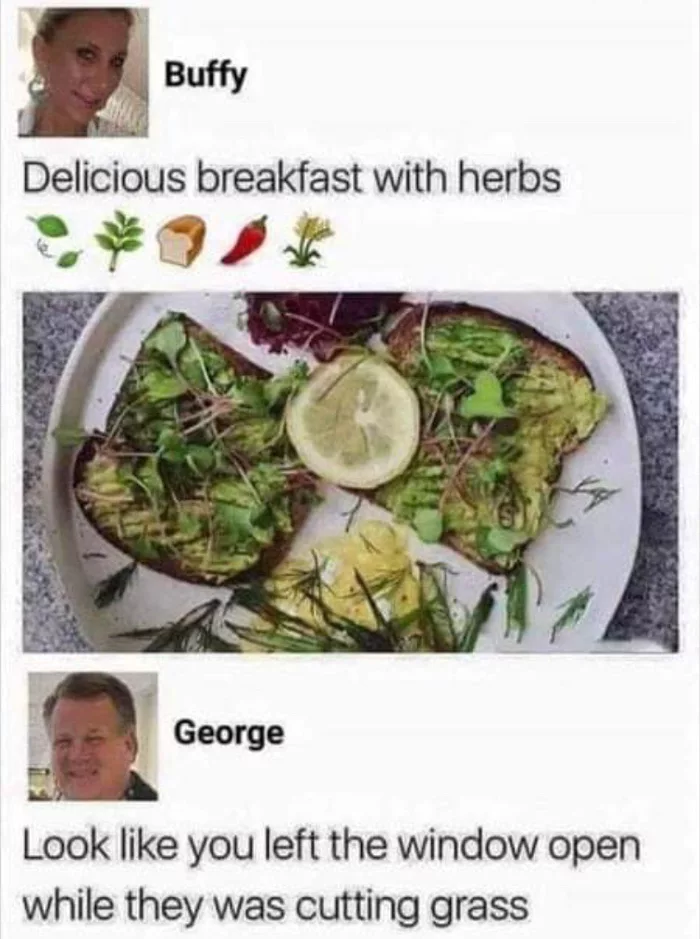 Buffy
Delicious breakfast with herbs
George
Look like you left the window open
while they was cutting grass